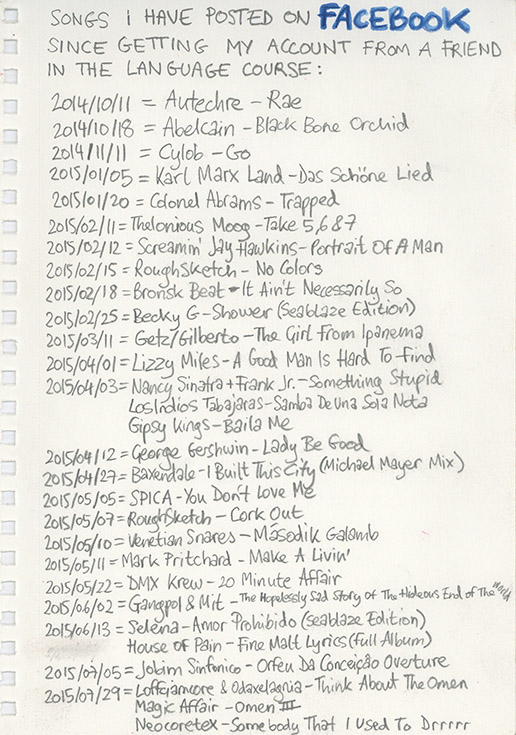 SONGS I HAVE POSTED ON FACEBOOK
SINCE GETTING MY ACCOUNT FROM A FRIEND
IN THE LANGUAGE COURSE:
2014/10/11 = Autechre - Rae
2014/10/18 = Abelcain - Black Bone Orchid
2014/11/11 = Cylob - Go
2015/01/05 = Karl Marx Land - Das Schöne Lied
2015/01/20 = Colonel Abrams - Trapped
2015/02/11 = Thelonious Moog - Take 5,6 & 7
2015/02/12 = Screamin' Jay Hawkins - Portrait Of A Man
2015/02/15 = RoughSketch - No Colors
2015/02/18 = Bronsk Beat - It Ain't Necessarily So
2015/02/25 = Becky G - Shower (Seablaze Edition)
2015/03/11 = Getz/Gilberto - The Girl From Ipanema
2015/04/01 = Lizzy Miles - A Good Man Is Hard To find
2015/04/03 = Nancy Sinatra + Frank Jr. - Something Stupid
Los Indios Tabajaras - Samba De Una Sola Nota
Gipsy Kings - Baila Me
2015/04/12 = George Gershwin - Lady Be Good
2015/04/27 = Baxendale - I Built This City (Michael Mayer Mix)
2015/05/05 = SPICA - You Don't Love Me
2015/05/07 = RoughSketch - Cork Out
2015/05/10 = Venetian Snares - Második Galamb
2015/05/11 = Mark Pritchard - Make A Livin'
2015/05/22 = DMX Krew - 20 Minute Affair
2015/06/02 = Gangpol & Mit - The Hopelessly Sad Story of The Hideous End of The World
2015/06/13 = Selena - Amor Prohibido (Seablaze Edition)
House of Pain - Fine Malt Lyrics (Full Album)
2015/07/05 = Jobim Sinfonico - Orfeu Da Conceição Overture
2015/07/29 = Loffciamcore & Odaxelagnia - Think About The Omen
Magic Affair - Omen III
Neocoretex - Somebody That I Used To Drrrrr